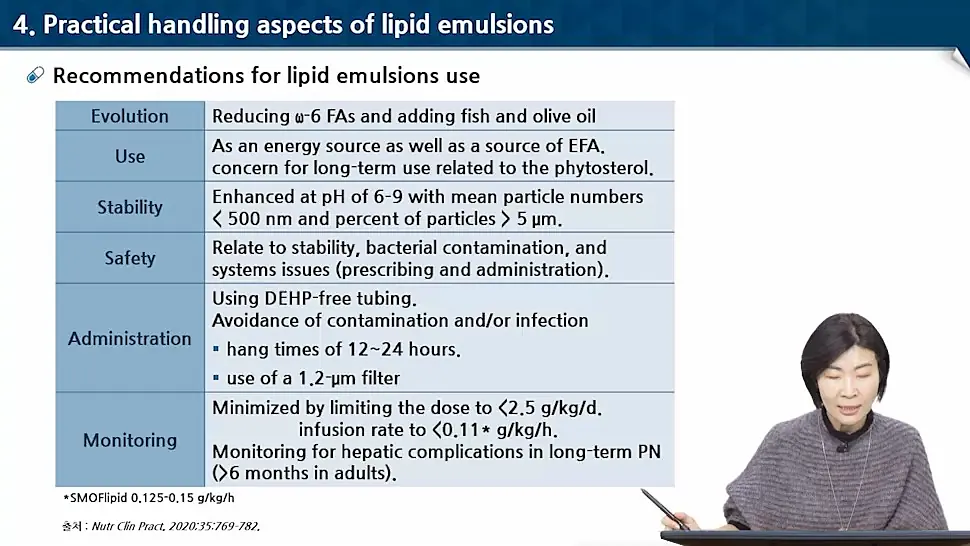 4. Practical handling aspects of lipid emulsions
Recommendations for lipid emulsions use
Evolution
Reducing ω-6 FAs and adding fish and olive oil
Use
As an energy source as well as a source of EFA.
concern for long-term use related to the phytosterol.
Stability
Enhanced at pH of 6-9 with mean particle numbers
< 500 nm and percent of particles > 5 μm.
Safety
Relate to stability, bacterial contamination, and
systems issues (prescribing and administration).
Administration
Using DEHP-free tubing.
Avoidance of contamination and/or infection
▪ hang times of 12~24 hours.
▪ use of a 1.2-μm filter
Monitoring
Minimized by limiting the dose to <2.5 g/kg/d.
infusion rate to <0.11* g/kg/h.
Monitoring for hepatic complications in long-term PN
(>6 months in adults).
*SMOFlipid 0.125-0.15 g/kg/h
출처 : Nutr Clin Pract. 2020:35:769-782.